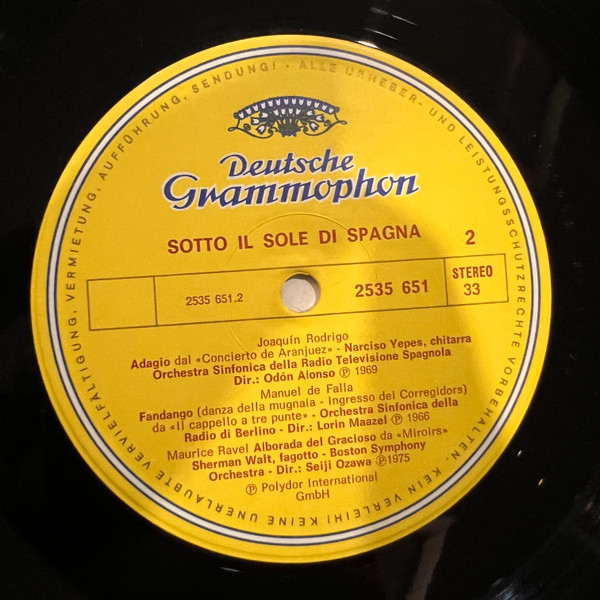 Deutsche
Grammophon
SOTTO IL SOLE DI SPAGNA 2
2535 651.2
2535 651
STEREO
33
Joaquín Rodrigo
Adagio dal «Concierto de Aranjuez» - Narciso Yepes, chitarra
Orchestra Sinfonica della Radio Televisione Spagnola
Dir.: Odón Alonso Ⓟ 1969
Manuel de Falla
Fandango (danza della mugnaia - Ingresso dei Corregidors)
da «Il cappello a tre punte» - Orchestra Sinfonica della
Radio di Berlino - Dir.: Lorin Maazel Ⓟ 1966
Maurice Ravel Alborada del Gracioso da «Miroirs»
Sherman Walt, fagotto - Boston Symphony
Orchestra - Dir.: Seiji Ozawa Ⓟ1975
Ⓟ Polydor International
GmbH
ALLE URHEBER- UND LEISTUNGSSCHUTZRECHTE VORBEHALTEN. KEIN VERLEIH! KEINE UNERLAUBTE VERVIELFÄLTIGUNG, VERMIETUNG, AUFFÜHRUNG, SENDUNG! ·